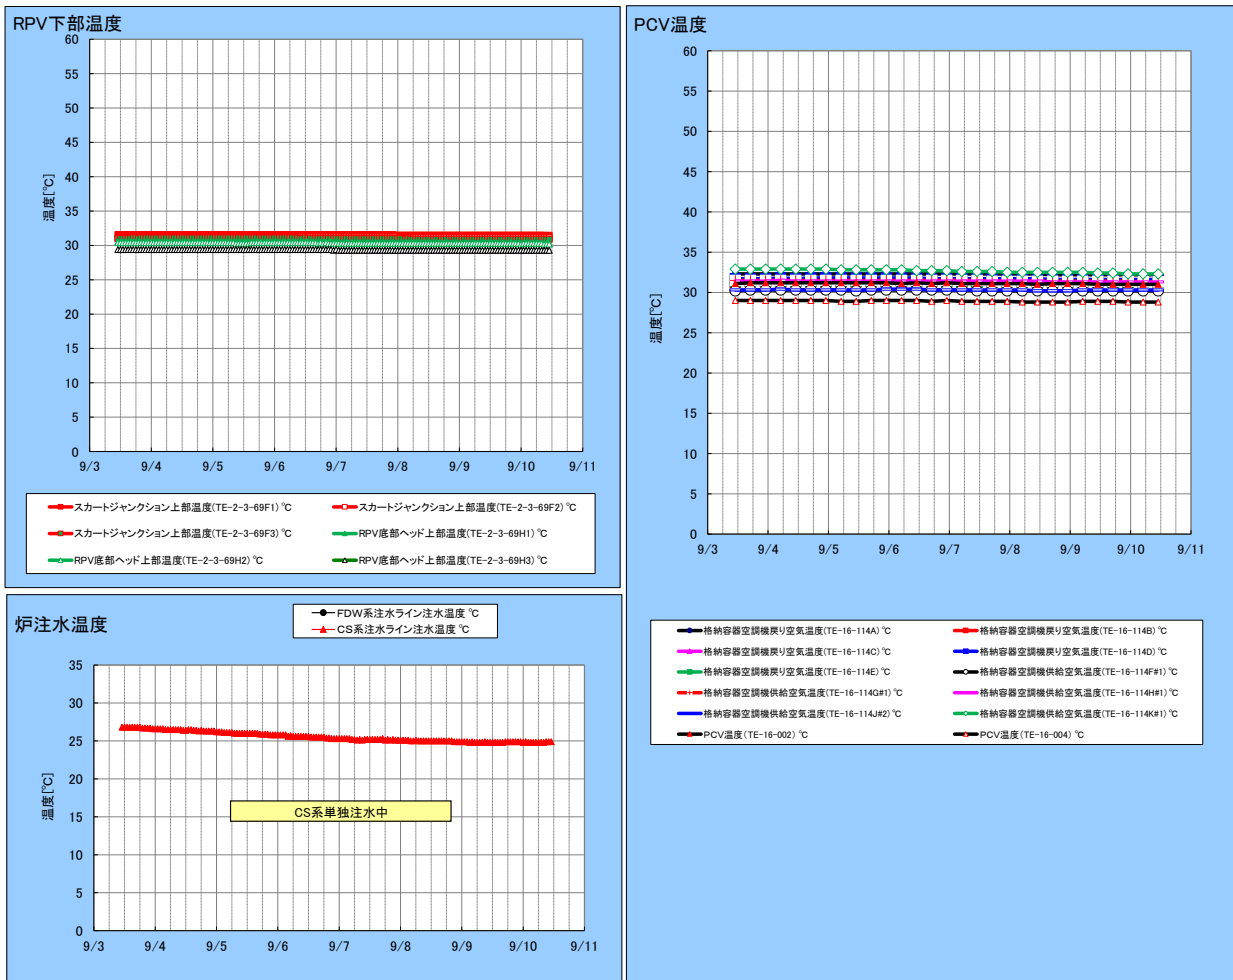 RPV下部温度
60
55
50
45
40
35
30
25
20
15
10
5
0
温度[℃]
9/3 9/4 9/5 9/6 9/7 9/8 9/9 9/10 9/11
スカートジャンクション上部温度(TE-2-3-69F1) ℃ スカートジャンクション上部温度(TE-2-3-69F2) ℃
スカートジャンクション上部温度(TE-2-3-69F3) ℃ RPV底部ヘッド上部温度(TE-2-3-69H1) ℃
RPV底部ヘッド上部温度(TE-2-3-69H2) ℃ RPV底部ヘッド上部温度(TE-2-3-69H3) ℃
炉注水温度
FDW系注水ライン注水温度 ℃
CS系注水ライン注水温度 ℃
35
30
25
20
15
10
5
0
温度[℃]
CS系単独注水中
9/3 9/4 9/5 9/6 9/7 9/8 9/9 9/10 9/11
PCV温度
60
55
50
45
40
35
30
25
20
15
10
5
0
温度[℃]
9/3 9/4 9/5 9/6 9/7 9/8 9/9 9/10 9/11
格納容器空調機戻り空気温度(TE-16-114A) ℃ 格納容器空調機戻り空気温度(TE-16-114B) ℃
格納容器空調機戻り空気温度(TE-16-114C) ℃ 格納容器空調機戻り空気温度(TE-16-114D) ℃
格納容器空調機戻り空気温度(TE-16-114E) ℃ 格納容器空調機供給空気温度(TE-16-114F#1) ℃
格納容器空調機供給空気温度(TE-16-114G#1) ℃ 格納容器空調機供給空気温度(TE-16-114H#1) ℃
格納容器空調機供給空気温度(TE-16-114J#2) ℃ 格納容器空調機供給空気温度(TE-16-114K#1) ℃
PCV温度(TE-16-002) ℃ PCV温度(TE-16-004) ℃